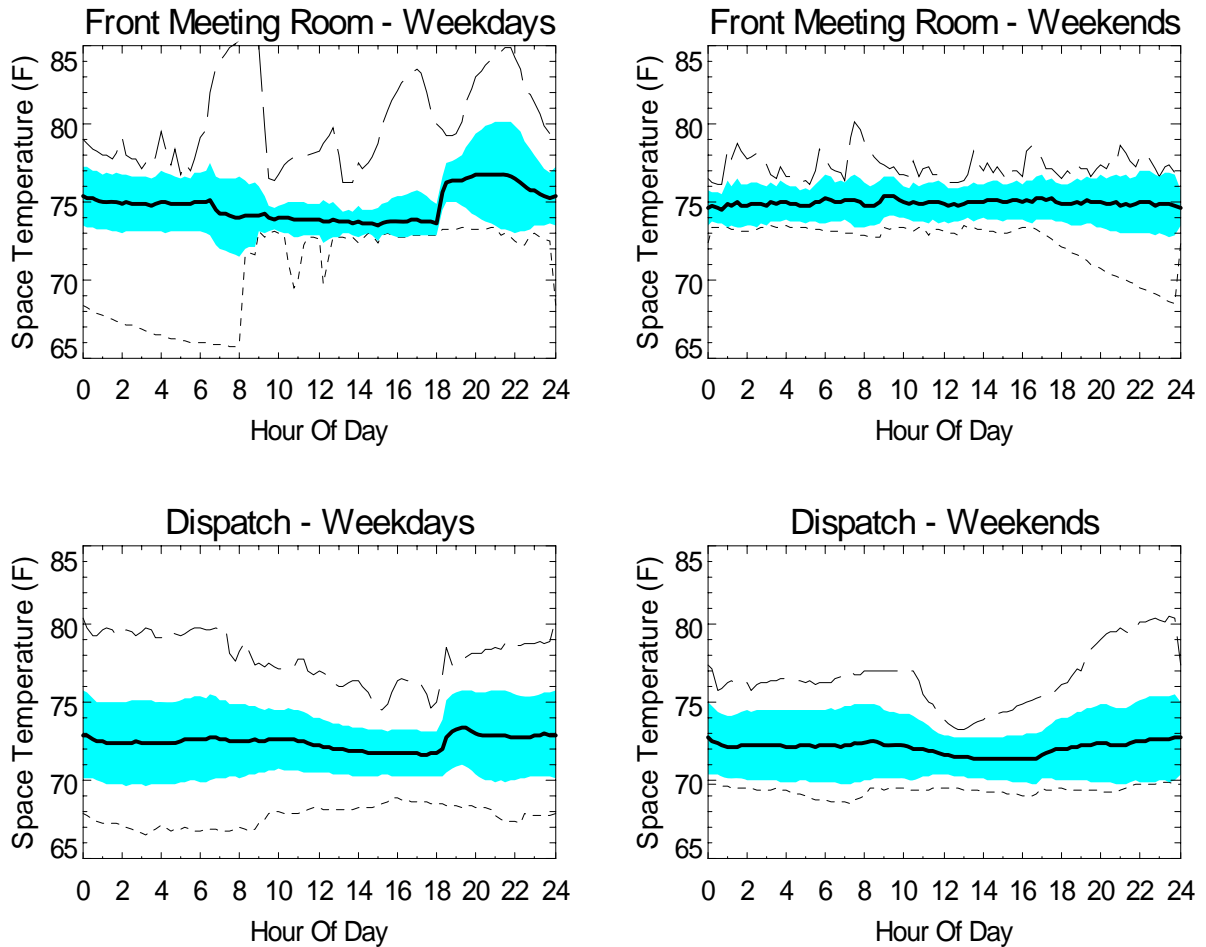 Front Meeting Room - Weekdays
Space Temperature (F)
85
80
75
70
65
0 2 4 6 8 10 12 14 16 18 20 22 24
Hour Of Day
Front Meeting Room - Weekends
Space Temperature (F)
85
80
75
70
65
0 2 4 6 8 10 12 14 16 18 20 22 24
Hour Of Day
Dispatch - Weekdays
Space Temperature (F)
85
80
75
70
65
0 2 4 6 8 10 12 14 16 18 20 22 24
Hour Of Day
Dispatch - Weekends
Space Temperature (F)
85
80
75
70
65
0 2 4 6 8 10 12 14 16 18 20 22 24
Hour Of Day